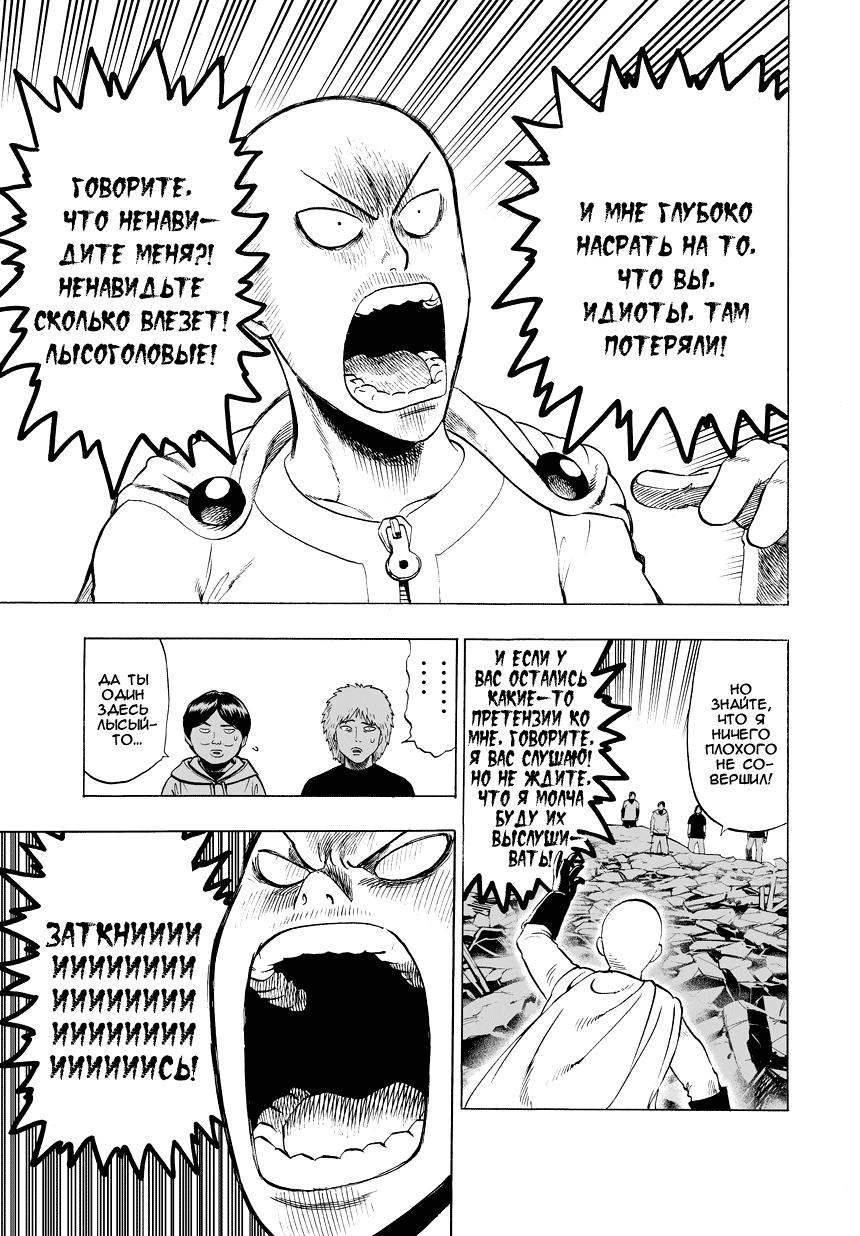 И МНЕ ГЛУБОКО
НАСРАТЬ НА ТО,
ЧТО ВЫ,
ИДИОТЫ, ТАМ
ПОТЕРЯЛИ!
ГОВОРИТЕ,
ЧТО НЕНАВИ-
ДИТЕ МЕНЯ?!
НЕНАВИДЬТЕ
СКОЛЬКО ВЛЕЗЕТ!
ЛЫСОГОЛОВЫЕ!
НО
ЗНАЙТЕ,
ЧТО Я
НИЧЕГО
ПЛОХОГО
НЕ СО-
ВЕРШИЛ!
И ЕСЛИ У
ВАС ОСТАЛИСЬ
КАКИЕ-ТО
ПРЕТЕНЗИИ КО
МНЕ, ГОВОРИТЕ,
Я ВАС СЛУШАЮ!
НО НЕ ЖДИТЕ,
ЧТО Я МОЛЧА
БУДУ ИХ
ВЫСЛУШИ-
ВАТЬ!
......
ДА ТЫ
ОДИН
ЗДЕСЬ
ЛЫСЫЙ-
ТО...
ЗАТКНИИИИ
ИИИИИИИИ
ИИИИИИИИ
ИИИИИИИИ
ИИИИИИСЬ!